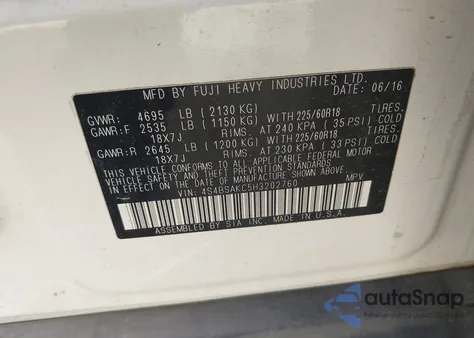 MFD BY FUJI HEAVY INDUSTRIES LTD.
DATE: 06/16
GVWR: 4695 LB (2130 KG)
GAWR:F 2535 LB (1150 KG) WITH 225/60R18 TIRES.
18X7J RIMS. AT 240 KPA (35 PSI) COLD
GAWR:R 2645 LB (1200 KG) WITH 225/60R18 TIRES.
18X7J RIMS. AT 230 KPA (33 PSI) COLD
THIS VEHICLE CONFORMS TO ALL APPLICABLE FEDERAL MOTOR
VEHICLE SAFETY, BUMPER, AND THEFT PREVENTION STANDARDS
IN EFFECT ON THE DATE OF MANUFACTURE SHOWN ABOVE.
VIN: 4S4BSAKC5H3202760 MPV
ASSEMBLED BY SIA INC. MADE IN U.S.A.
autoSnap